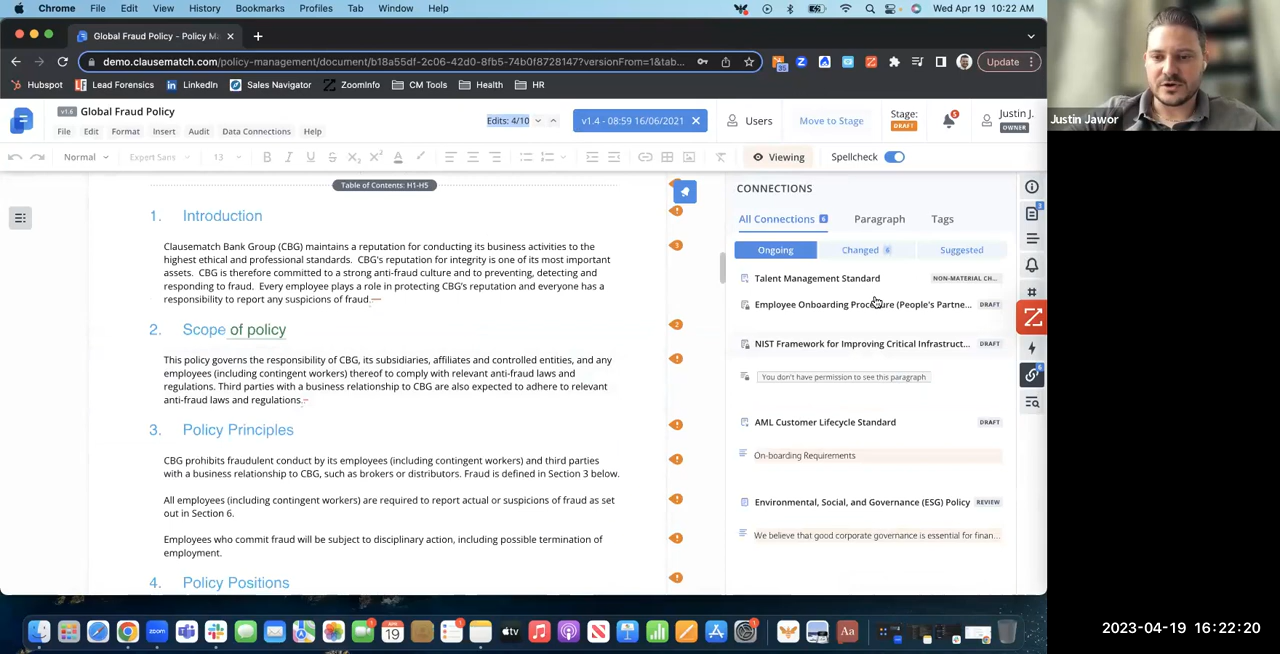 Chrome File Edit View History Bookmarks Profiles Tab Window Help
Wed Apr 19 10:22 AM
Global Fraud Policy - Policy Ma
demo.clausematch.com/policy-management/document/b18a55df-2c06-42d0-8fb5-74b0f8728147?versionFrom=1&tab...
Update
Hubspot Lead Forensics LinkedIn Sales Navigator ZoomInfo CM Tools Health HR
Justin Jawor
v1.6 Global Fraud Policy
File Edit Format Insert Audit Data Connections Help
Edits: 4/10
v1.4 - 08:59 16/06/2021
Users
Move to Stage
Stage:
DRAFT
5
Justin J.
OWNER
Normal Expert Sans 13 B I U S X₂ X² A
Viewing
Spellcheck
Table of Contents: H1-H5
1. Introduction
Clausematch Bank Group (CBG) maintains a reputation for conducting its business activities to the
highest ethical and professional standards. CBG's reputation for integrity is one of its most important
assets. CBG is therefore committed to a strong anti-fraud culture and to preventing, detecting and
responding to fraud. Every employee plays a role in protecting CBG's reputation and everyone has a
responsibility to report any suspicions of fraud.
2. Scope of policy
This policy governs the responsibility of CBG, its subsidiaries, affiliates and controlled entities, and any
employees (including contingent workers) thereof to comply with relevant anti-fraud laws and
regulations. Third parties with a business relationship to CBG are also expected to adhere to relevant
anti-fraud laws and regulations.
3. Policy Principles
CBG prohibits fraudulent conduct by its employees (including contingent workers) and third parties
with a business relationship to CBG, such as brokers or distributors. Fraud is defined in Section 3 below.
All employees (including contingent workers) are required to report actual or suspicions of fraud as set
out in Section 6.
Employees who commit fraud will be subject to disciplinary action, including possible termination of
employment.
4. Policy Positions
CONNECTIONS
All Connections 6 Paragraph Tags
Ongoing Changed 6 Suggested
Talent Management Standard NON-MATERIAL CH...
Employee Onboarding Procedure (People's Partne... DRAFT
NIST Framework for Improving Critical Infrastruct... DRAFT
You don't have permission to see this paragraph
AML Customer Lifecycle Standard DRAFT
On-boarding Requirements
Environmental, Social, and Governance (ESG) Policy REVIEW
We believe that good corporate governance is essential for finan...
APR
19
zoom
tv
Aa
2023-04-19 16:22:20